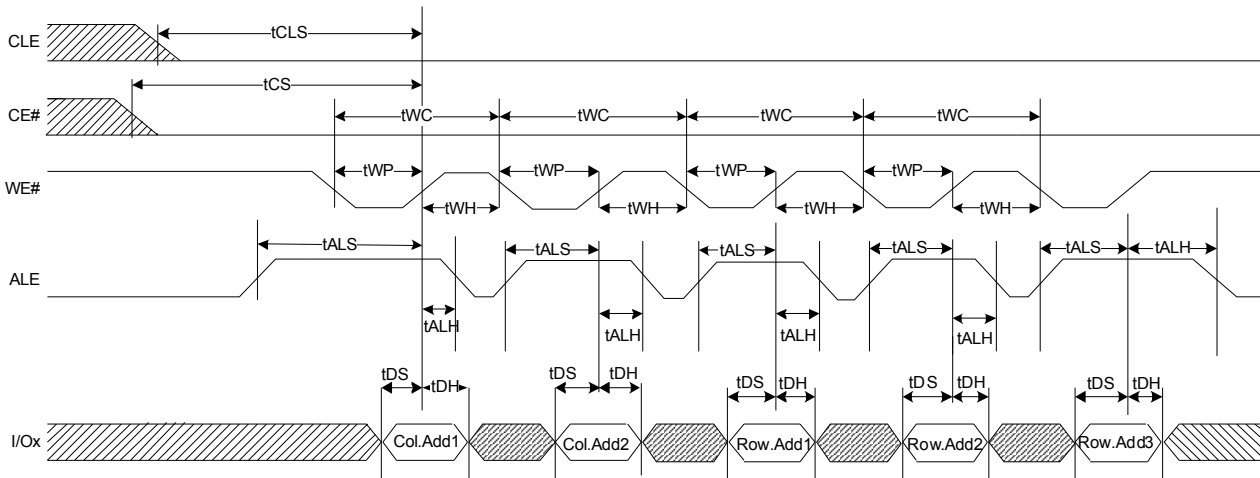 CLE
tCLS
tCS
CE#
tWC tWC tWC tWC
tWP tWP tWP tWP
WE#
tWH tWH tWH tWH
tALS tALS tALS tALS tALS tALH
ALE
tALH tALH tALH tALH
tDS tDH tDS tDH tDS tDH tDS tDH tDS tDH
I/Ox Col.Add1 Col.Add2 Row.Add1 Row.Add2 Row.Add3